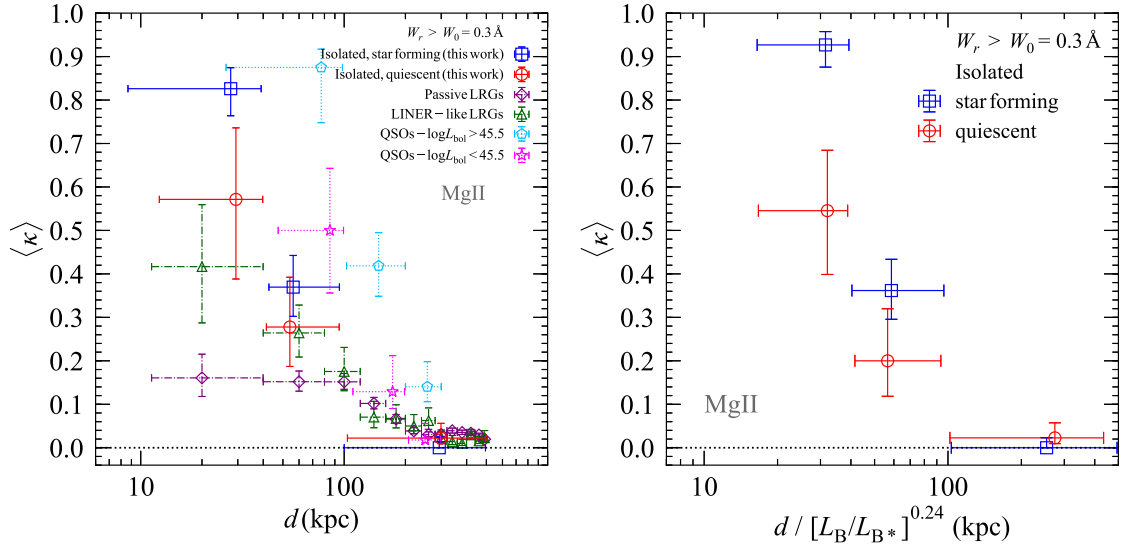 W_r > W_0 = 0.3 Å
Isolated, star forming (this work)
Isolated, quiescent (this work)
Passive LRGs
LINER−like LRGs
QSOs−logL_bol > 45.5
QSOs−logL_bol < 45.5
MgII
1.0
0.9
0.8
0.7
0.6
0.5
0.4
0.3
0.2
0.1
0.0
⟨κ⟩
10
100
d (kpc)
W_r > W_0 = 0.3 Å
Isolated
star forming
quiescent
MgII
1.0
0.9
0.8
0.7
0.6
0.5
0.4
0.3
0.2
0.1
0.0
⟨κ⟩
10
100
d / [L_B/L_B*]^0.24 (kpc)